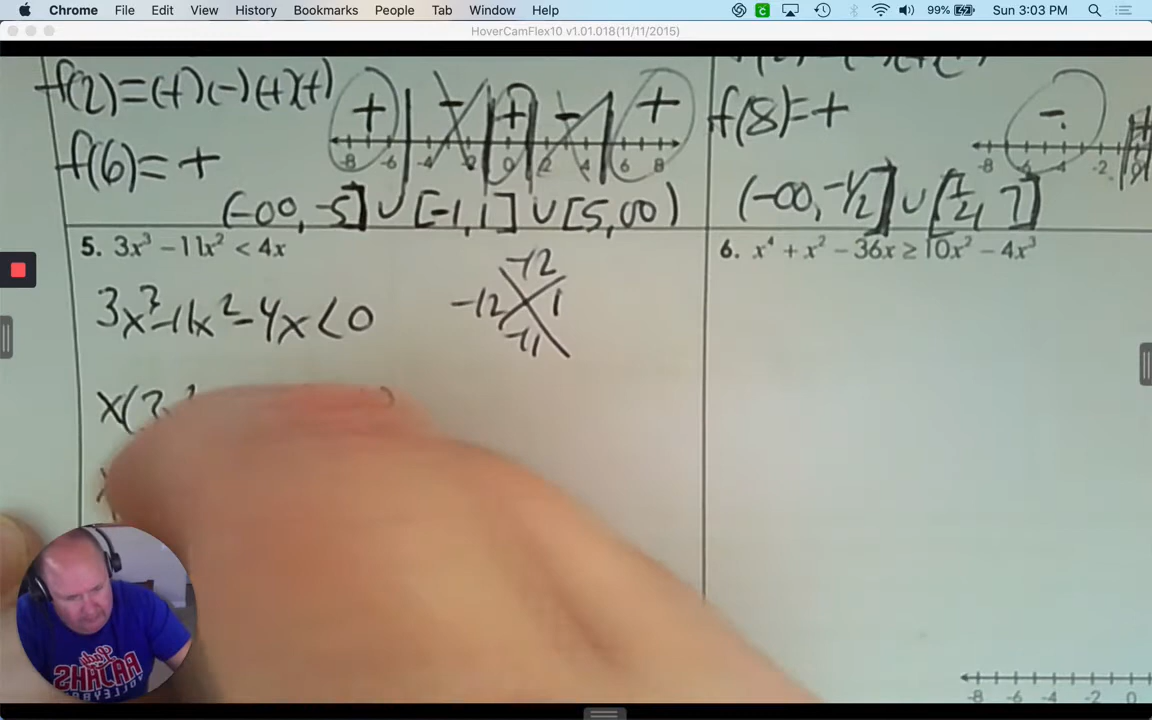 Chrome File Edit View History Bookmarks People Tab Window Help 99% Sun 3:03 PM
HoverCamFlex10 v1.01.018(11/11/2015)
f(2)=(+)(-)(+)(+)
+ - + - +
-8 -6 -4 2 0 2 4 6 8
f(6)=+
(-∞,-5]∪[-1,1]∪[5,∞)
f(8)=+
-
+
-8 -6 -4 -2
(-∞,-1/2]∪[1/2,7]
5. 3x³ – 11x² < 4x
3x³-11x²-4x<0
-12
-12 1
-11
x(3
6. x⁴ + x² – 36x ≥ 10x² – 4x³
-8 -6 -4 -2 0